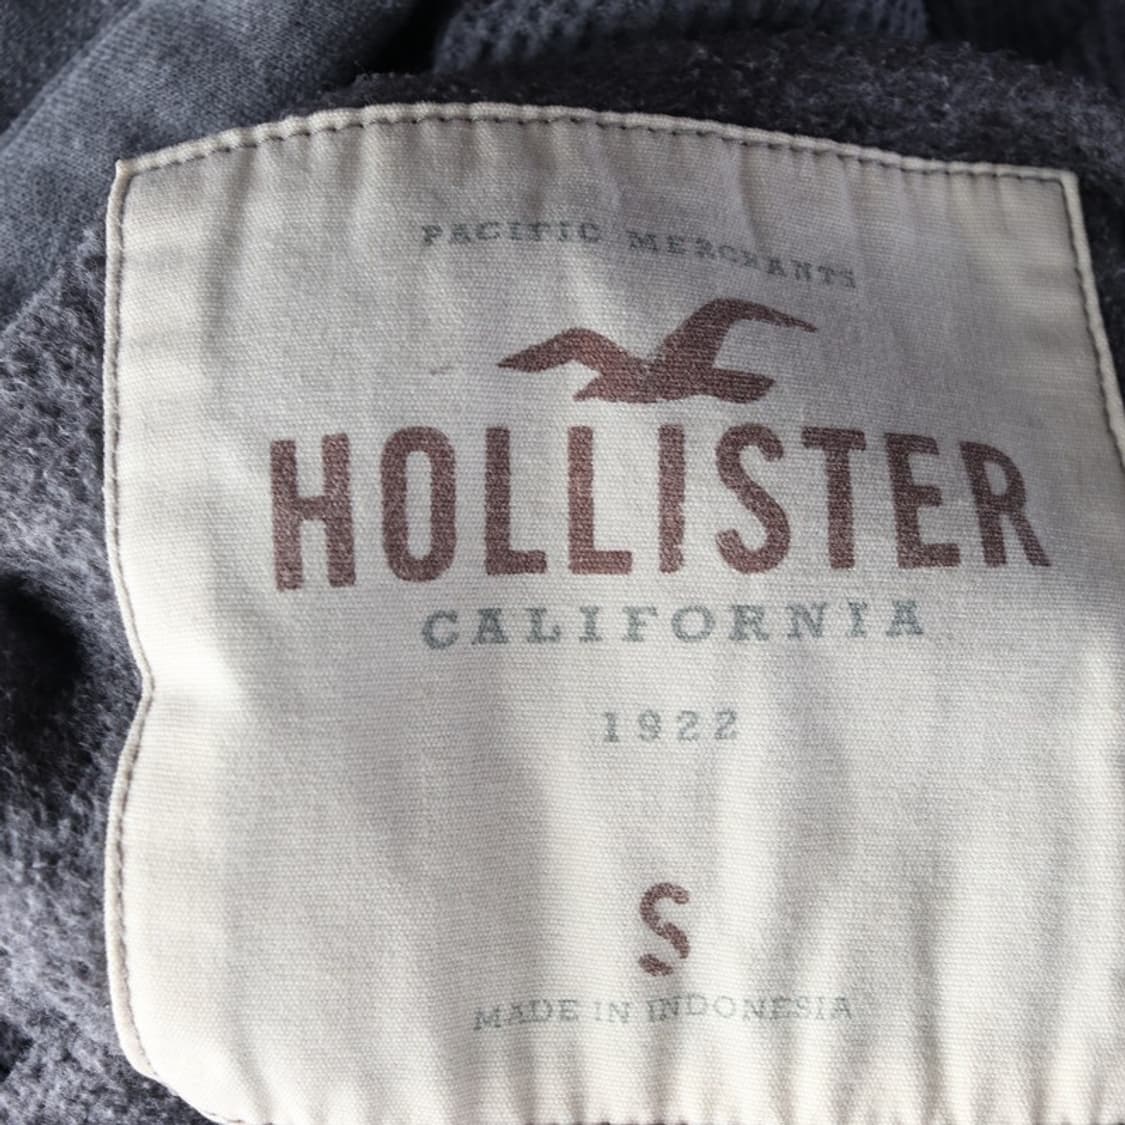 PACIFIC MERCHANTS
HOLLISTER
CALIFORNIA
1922
S
MADE IN INDONESIA